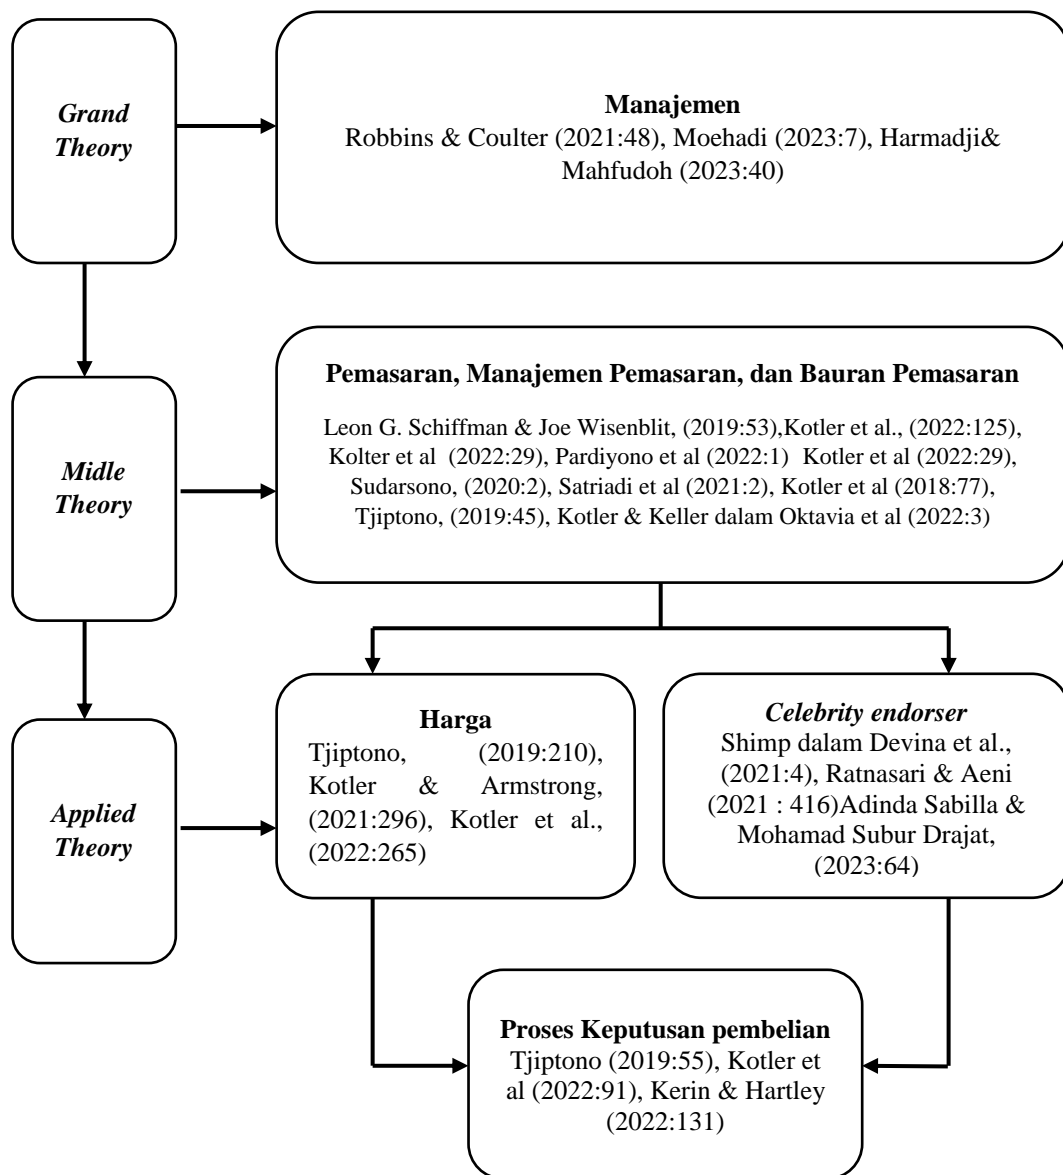 Grand
Theory
Manajemen
Robbins & Coulter (2021:48), Moehadi (2023:7), Harmadji&
Mahfudoh (2023:40)
Midle
Theory
Pemasaran, Manajemen Pemasaran, dan Bauran Pemasaran
Leon G. Schiffman & Joe Wisenblit, (2019:53),Kotler et al., (2022:125),
Kolter et al (2022:29), Pardiyono et al (2022:1) Kotler et al (2022:29),
Sudarsono, (2020:2), Satriadi et al (2021:2), Kotler et al (2018:77),
Tjiptono, (2019:45), Kotler & Keller dalam Oktavia et al (2022:3)
Applied
Theory
Harga
Tjiptono, (2019:210),
Kotler & Armstrong,
(2021:296), Kotler et al.,
(2022:265)
Celebrity endorser
Shimp dalam Devina et al.,
(2021:4), Ratnasari & Aeni
(2021 : 416)Adinda Sabilla &
Mohamad Subur Drajat,
(2023:64)
Proses Keputusan pembelian
Tjiptono (2019:55), Kotler et
al (2022:91), Kerin & Hartley
(2022:131)